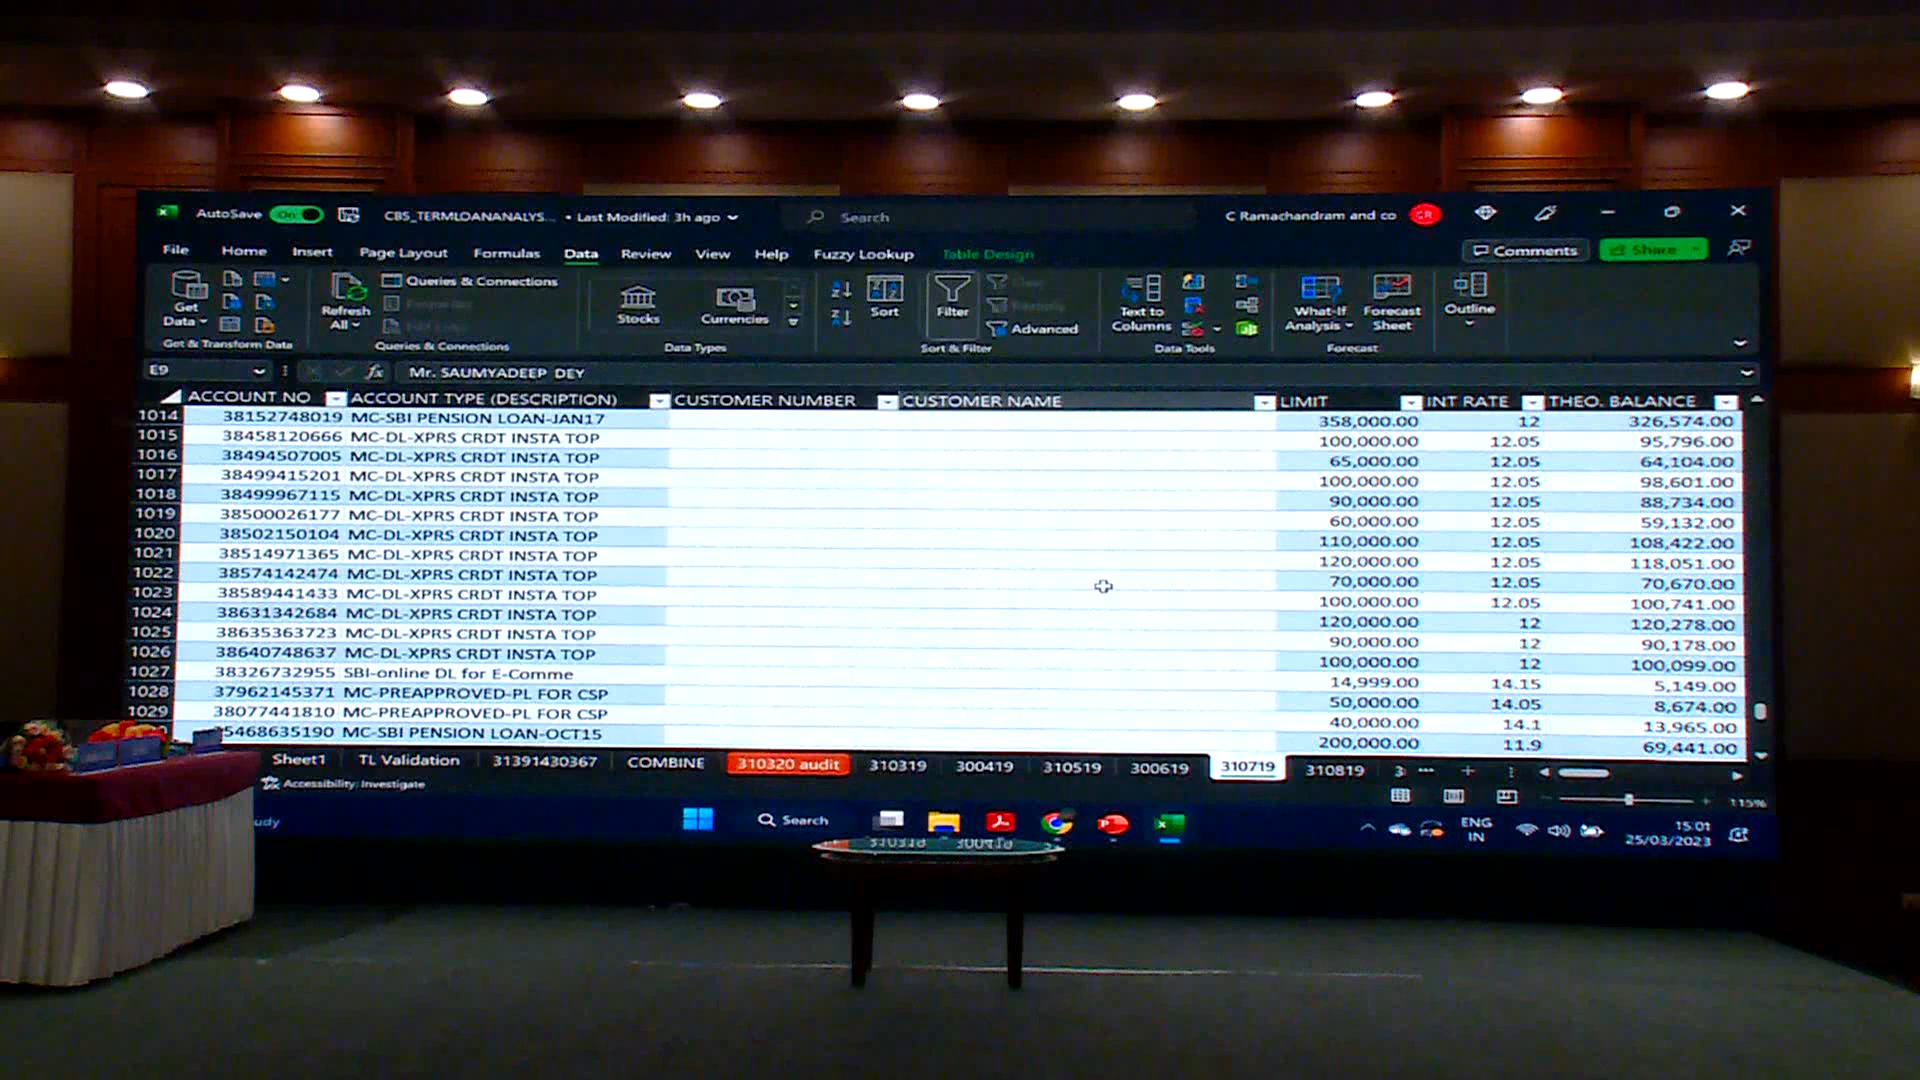 AutoSave On CBS_TERMLOANANALYS... • Last Modified: 3h ago Search C Ramachandram and co CR
File Home Insert Page Layout Formulas Data Review View Help Fuzzy Lookup Table Design Comments Share
Get Data Refresh All Queries & Connections Stocks Currencies Sort Filter Advanced Text to Columns What-If Analysis Forecast Sheet Outline
Get & Transform Data Queries & Connections Data Types Sort & Filter Data Tools Forecast
E9 fx Mr. SAUMYADEEP DEY
ACCOUNT NO ACCOUNT TYPE (DESCRIPTION) CUSTOMER NUMBER CUSTOMER NAME LIMIT INT RATE THEO. BALANCE
1014 38152748019 MC-SBI PENSION LOAN-JAN17 358,000.00 12 326,574.00
1015 38458120666 MC-DL-XPRS CRDT INSTA TOP 100,000.00 12.05 95,796.00
1016 38494507005 MC-DL-XPRS CRDT INSTA TOP 65,000.00 12.05 64,104.00
1017 38499415201 MC-DL-XPRS CRDT INSTA TOP 100,000.00 12.05 98,601.00
1018 38499967115 MC-DL-XPRS CRDT INSTA TOP 90,000.00 12.05 88,734.00
1019 38500026177 MC-DL-XPRS CRDT INSTA TOP 60,000.00 12.05 59,132.00
1020 38502150104 MC-DL-XPRS CRDT INSTA TOP 110,000.00 12.05 108,422.00
1021 38514971365 MC-DL-XPRS CRDT INSTA TOP 120,000.00 12.05 118,051.00
1022 38574142474 MC-DL-XPRS CRDT INSTA TOP 70,000.00 12.05 70,670.00
1023 38589441433 MC-DL-XPRS CRDT INSTA TOP 100,000.00 12.05 100,741.00
1024 38631342684 MC-DL-XPRS CRDT INSTA TOP 120,000.00 12 120,278.00
1025 38635363723 MC-DL-XPRS CRDT INSTA TOP 90,000.00 12 90,178.00
1026 38640748637 MC-DL-XPRS CRDT INSTA TOP 100,000.00 12 100,099.00
1027 38326732955 SBI-online DL for E-Comme 14,999.00 14.15 5,149.00
1028 37962145371 MC-PREAPPROVED-PL FOR CSP 50,000.00 14.05 8,674.00
1029 38077441810 MC-PREAPPROVED-PL FOR CSP 40,000.00 14.1 13,965.00
5468635190 MC-SBI PENSION LOAN-OCT15 200,000.00 11.9 69,441.00
Sheet1 TL Validation 31391430367 COMBINE 310320 audit 310319 300419 310519 300619 310719 310819 3
Accessibility: Investigate 115%
udy Search ENG IN 15:01 25/03/2023